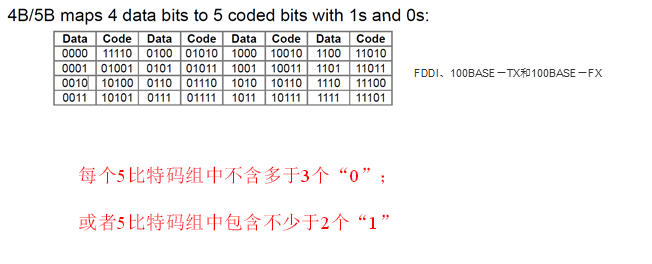 4B/5B maps 4 data bits to 5 coded bits with 1s and 0s:
Data Code Data Code Data Code Data Code
0000 11110 0100 01010 1000 10010 1100 11010
0001 01001 0101 01011 1001 10011 1101 11011
0010 10100 0110 01110 1010 10110 1110 11100
0011 10101 0111 01111 1011 10111 1111 11101
FDDI、100BASE－TX和100BASE－FX
每个5比特码组中不含多于3个“0”；
或者5比特码组中包含不少于2个“1”